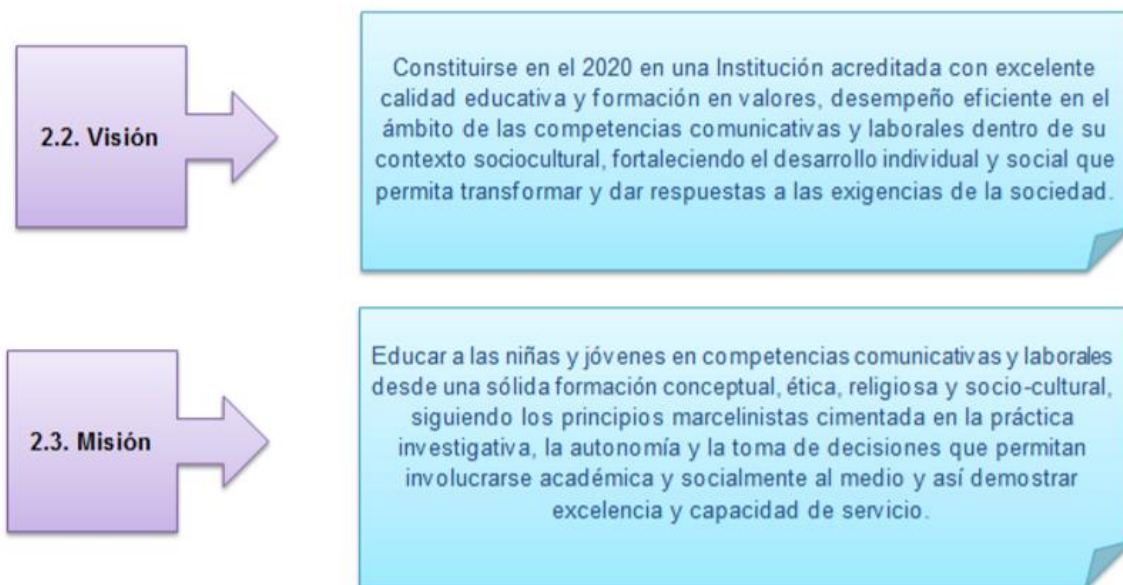 2.2. Visión
Constituirse en el 2020 en una Institución acreditada con excelente
calidad educativa y formación en valores, desempeño eficiente en el
ámbito de las competencias comunicativas y laborales dentro de su
contexto sociocultural, fortaleciendo el desarrollo individual y social que
permita transformar y dar respuestas a las exigencias de la sociedad.
2.3. Misión
Educar a las niñas y jóvenes en competencias comunicativas y laborales
desde una sólida formación conceptual, ética, religiosa y socio-cultural,
siguiendo los principios marcelinistas cimentada en la práctica
investigativa, la autonomía y la toma de decisiones que permitan
involucrarse académica y socialmente al medio y así demostrar
excelencia y capacidad de servicio.